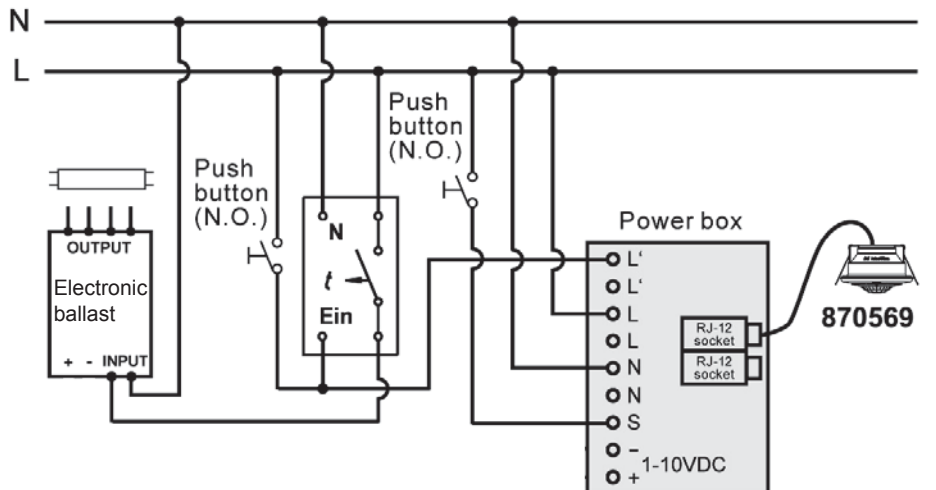 N
L
Push
button
(N.O.)
Push
button
(N.O.)
OUTPUT
Electronic
ballast
+ - INPUT
N
t
Ein
Power box
L'
L'
L
L
N
N
S
-
+
1-10VDC
RJ-12
socket
RJ-12
socket
870569